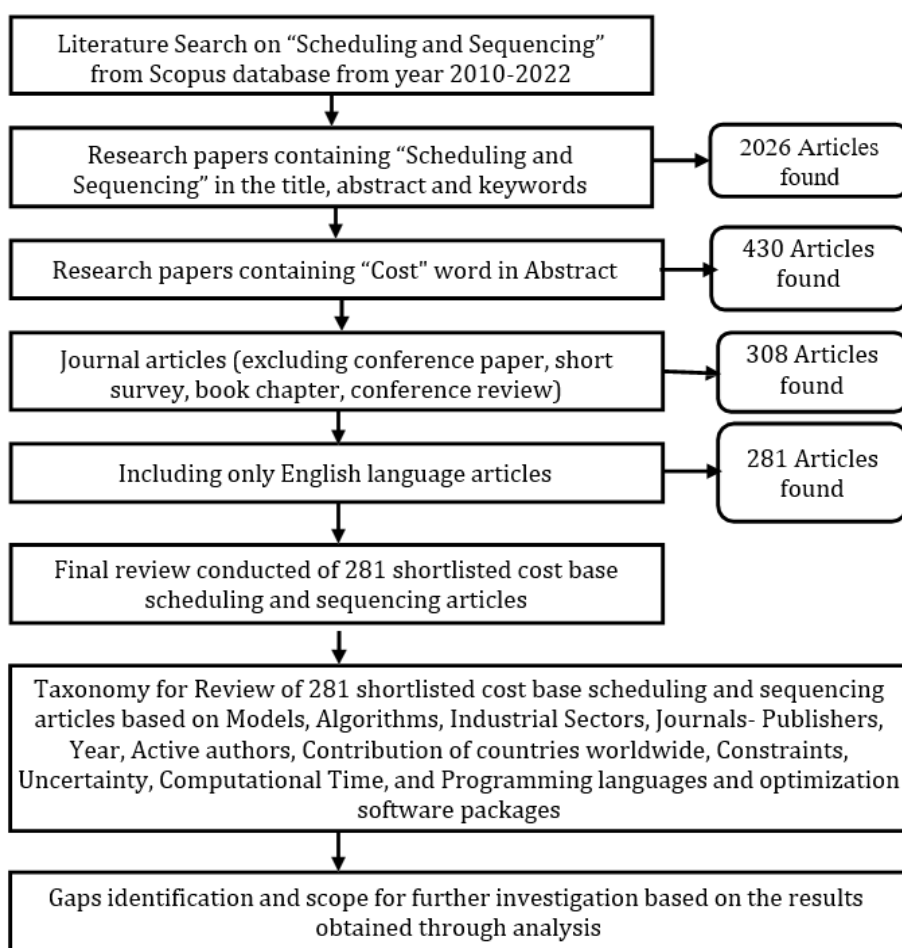 Literature Search on “Scheduling and Sequencing”
from Scopus database from year 2010-2022
Research papers containing “Scheduling and
Sequencing” in the title, abstract and keywords
2026 Articles
found
Research papers containing “Cost" word in Abstract
430 Articles
found
Journal articles (excluding conference paper, short
survey, book chapter, conference review)
308 Articles
found
Including only English language articles
281 Articles
found
Final review conducted of 281 shortlisted cost base
scheduling and sequencing articles
Taxonomy for Review of 281 shortlisted cost base scheduling and sequencing
articles based on Models, Algorithms, Industrial Sectors, Journals- Publishers,
Year, Active authors, Contribution of countries worldwide, Constraints,
Uncertainty, Computational Time, and Programming languages and optimization
software packages
Gaps identification and scope for further investigation based on the results
obtained through analysis